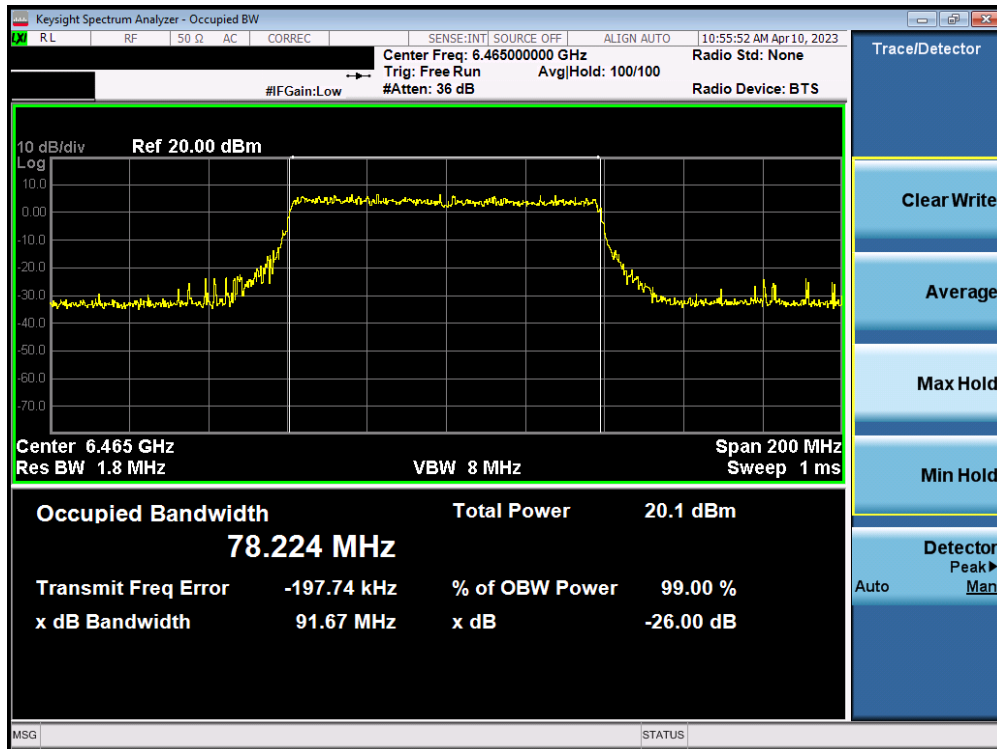 Keysight Spectrum Analyzer - Occupied BW
LXI RL RF 50 Ω AC CORREC SENSE:INT SOURCE OFF ALIGN AUTO 10:55:52 AM Apr 10, 2023
Center Freq: 6.465000000 GHz Radio Std: None
Trig: Free Run Avg|Hold: 100/100
#IFGain:Low #Atten: 36 dB Radio Device: BTS
10 dB/div Ref 20.00 dBm
Log
10.0
0.00
-10.0
-20.0
-30.0
-40.0
-50.0
-60.0
-70.0
Center 6.465 GHz Span 200 MHz
Res BW 1.8 MHz VBW 8 MHz Sweep 1 ms
Occupied Bandwidth Total Power 20.1 dBm
78.224 MHz
Transmit Freq Error -197.74 kHz % of OBW Power 99.00 %
x dB Bandwidth 91.67 MHz x dB -26.00 dB
MSG STATUS
Trace/Detector
Clear Write
Average
Max Hold
Min Hold
Detector
Peak▶
Auto Man